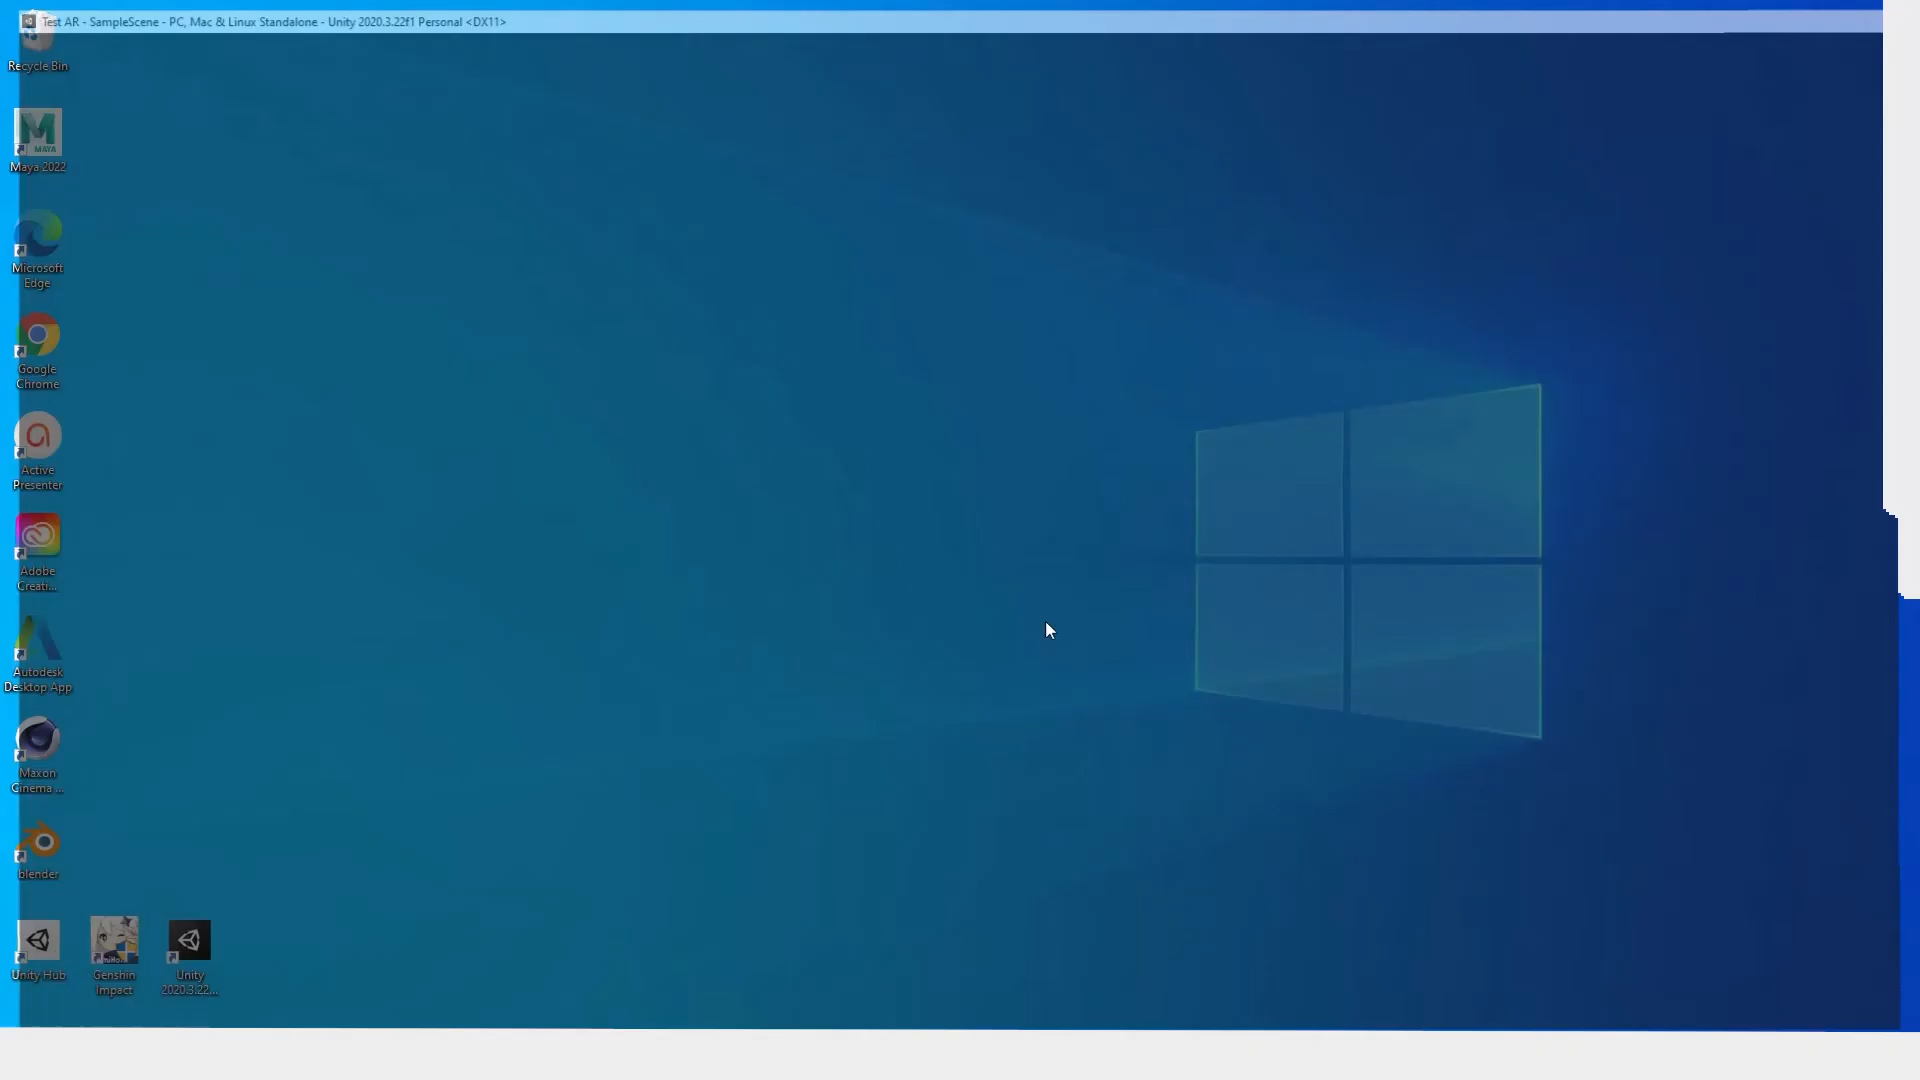 Test AR - SampleScene - PC, Mac & Linux Standalone - Unity 2020.3.22f1 Personal <DX11>
Recycle Bin
MAYA
Maya 2022
Microsoft
Edge
Google
Chrome
Active
Presenter
Adobe
Creati...
Autodesk
Desktop App
Maxon
Cinema ...
blender
Unity Hub
Genshin
Impact
Unity
2020.3.22...